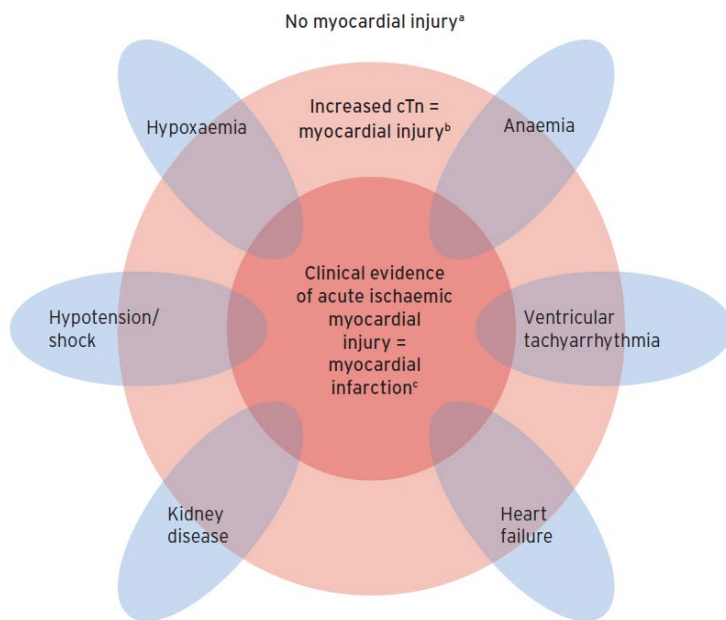 No myocardial injuryᵃ
Increased cTn =
myocardial injuryᵇ
Hypoxaemia
Anaemia
Clinical evidence
of acute ischaemic
myocardial
injury =
myocardial
infarctionᶜ
Hypotension/
shock
Ventricular
tachyarrhythmia
Kidney
disease
Heart
failure